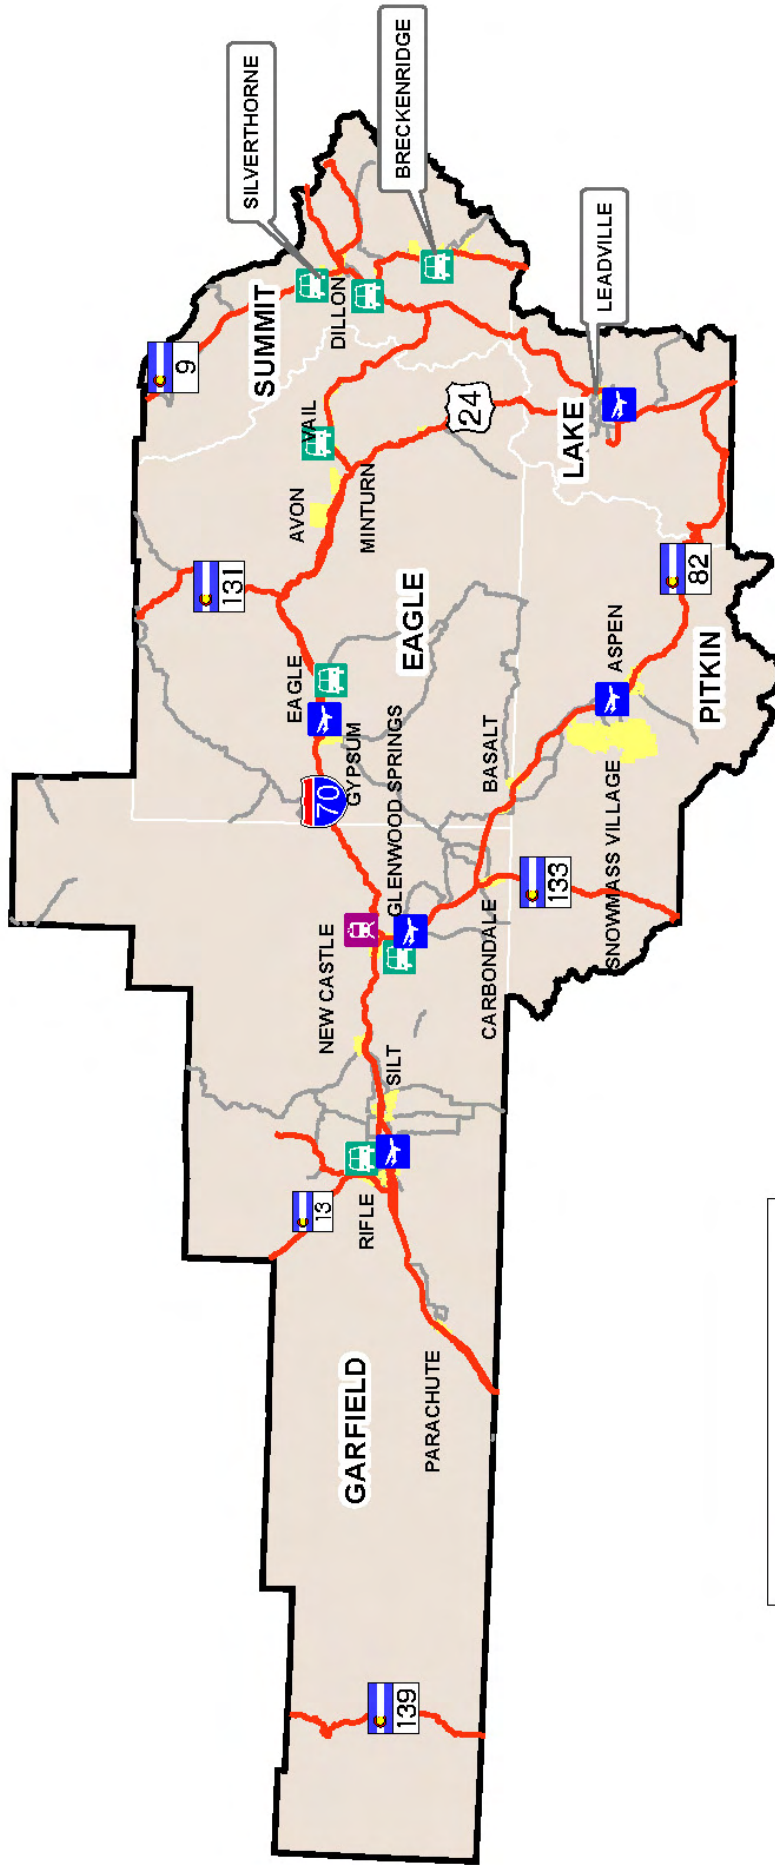 SILVERTHORNE
BRECKENRIDGE
LEADVILLE
9
SUMMIT
DILLON
VAIL
24
LAKE
AVON
MINTURN
131
82
EAGLE
EAGLE
ASPEN
PITKIN
GYPSUM
70
GLENWOOD SPRINGS
BASALT
SNOWMASS VILLAGE
133
CARBONDALE
NEW CASTLE
SILT
RIFLE
13
PARACHUTE
GARFIELD
139